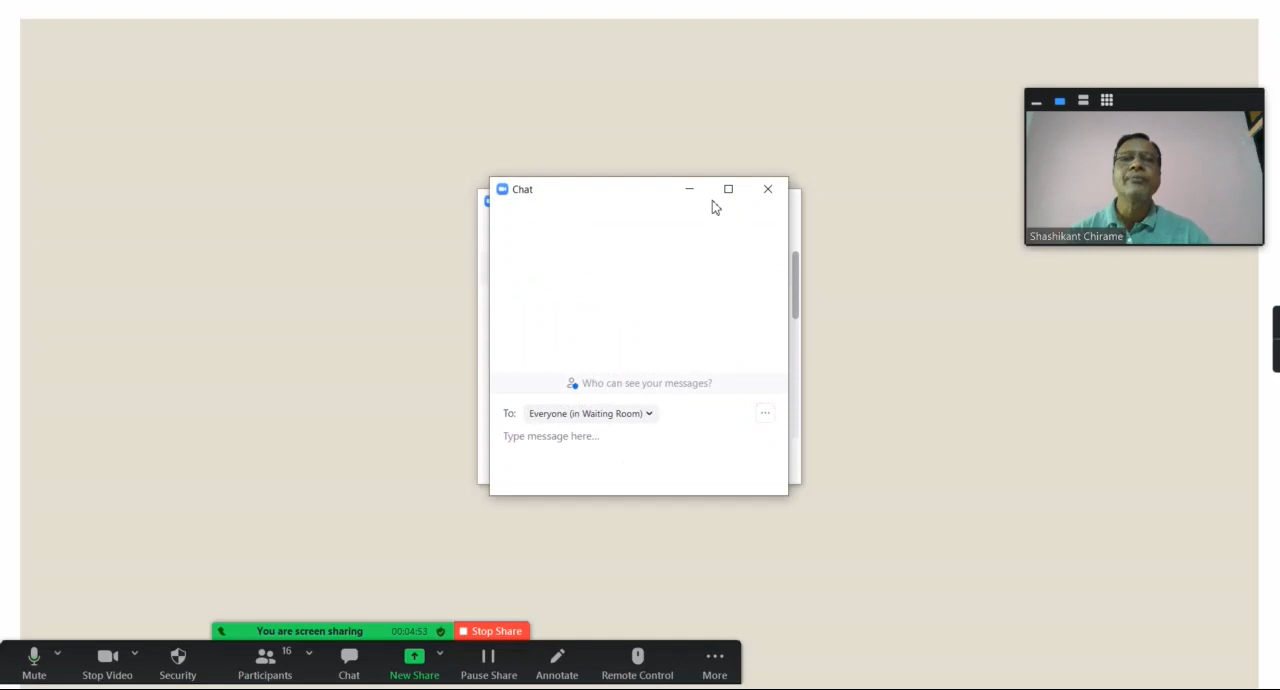 Chat
Shashikant Chirame
Who can see your messages?
To: Everyone (in Waiting Room)
Type message here...
You are screen sharing 00:04:53 Stop Share
16
Mute Stop Video Security Participants Chat New Share Pause Share Annotate Remote Control More